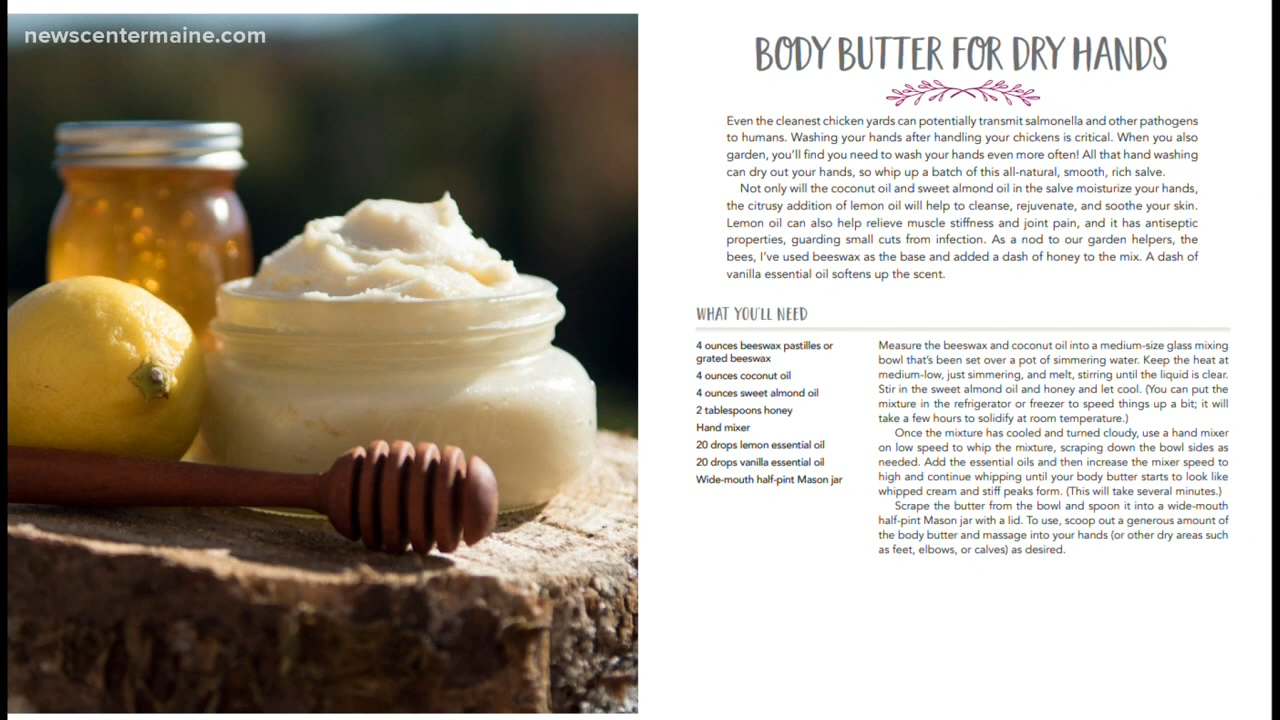 newscentermaine.com
BODY BUTTER FOR DRY HANDS
Even the cleanest chicken yards can potentially transmit salmonella and other pathogens
to humans. Washing your hands after handling your chickens is critical. When you also
garden, you'll find you need to wash your hands even more often! All that hand washing
can dry out your hands, so whip up a batch of this all-natural, smooth, rich salve.
Not only will the coconut oil and sweet almond oil in the salve moisturize your hands,
the citrusy addition of lemon oil will help to cleanse, rejuvenate, and soothe your skin.
Lemon oil can also help relieve muscle stiffness and joint pain, and it has antiseptic
properties, guarding small cuts from infection. As a nod to our garden helpers, the
bees, I've used beeswax as the base and added a dash of honey to the mix. A dash of
vanilla essential oil softens up the scent.
WHAT YOU'LL NEED
4 ounces beeswax pastilles or
grated beeswax
4 ounces coconut oil
4 ounces sweet almond oil
2 tablespoons honey
Hand mixer
20 drops lemon essential oil
20 drops vanilla essential oil
Wide-mouth half-pint Mason jar
Measure the beeswax and coconut oil into a medium-size glass mixing
bowl that's been set over a pot of simmering water. Keep the heat at
medium-low, just simmering, and melt, stirring until the liquid is clear.
Stir in the sweet almond oil and honey and let cool. (You can put the
mixture in the refrigerator or freezer to speed things up a bit; it will
take a few hours to solidify at room temperature.)
Once the mixture has cooled and turned cloudy, use a hand mixer
on low speed to whip the mixture, scraping down the bowl sides as
needed. Add the essential oils and then increase the mixer speed to
high and continue whipping until your body butter starts to look like
whipped cream and stiff peaks form. (This will take several minutes.)
Scrape the butter from the bowl and spoon it into a wide-mouth
half-pint Mason jar with a lid. To use, scoop out a generous amount of
the body butter and massage into your hands (or other dry areas such
as feet, elbows, or calves) as desired.